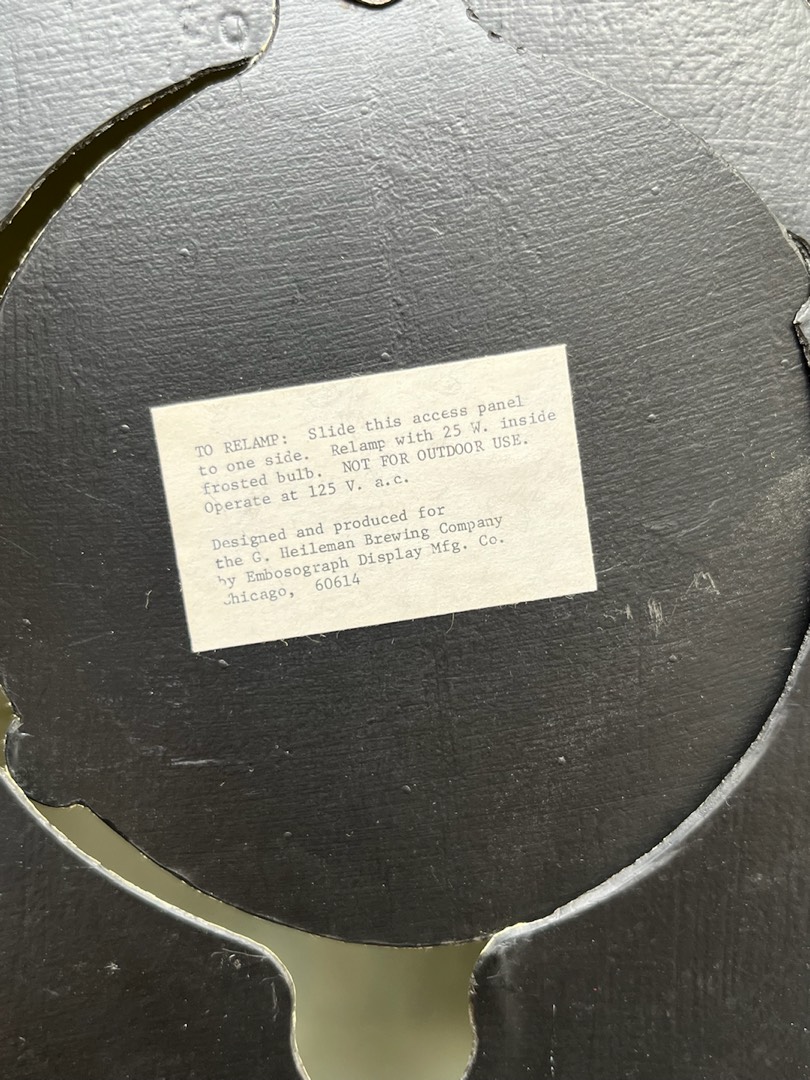 TO RELAMP: Slide this access panel
to one side. Relamp with 25 W. inside
frosted bulb. NOT FOR OUTDOOR USE.
Operate at 125 V. a.c.
Designed and produced for
the G. Heileman Brewing Company
by Embosograph Display Mfg. Co.
Chicago, 60614